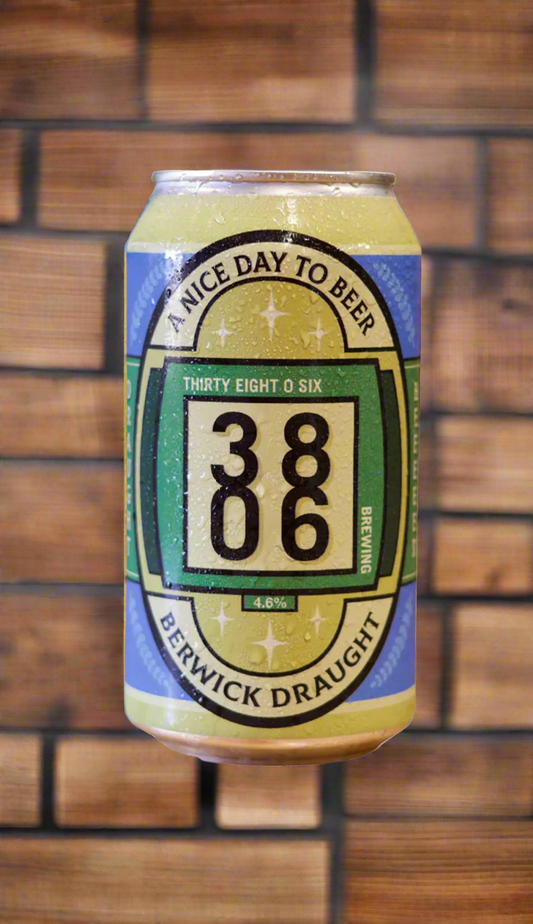 A NICE DAY TO BEER
THIRTY EIGHT O SIX
38
06
BREWING
4.6%
BERWICK DRAUGHT